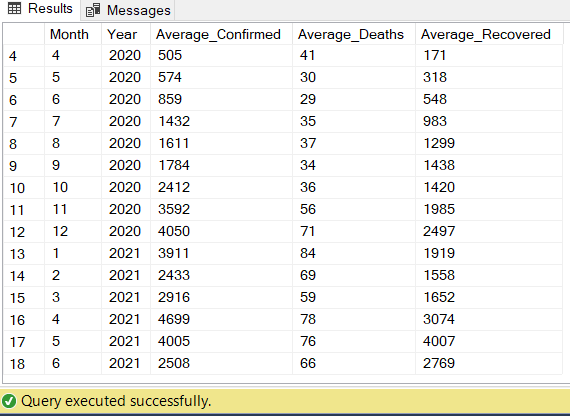 Results Messages
Month Year Average_Confirmed Average_Deaths Average_Recovered
4 4 2020 505 41 171
5 5 2020 574 30 318
6 6 2020 859 29 548
7 7 2020 1432 35 983
8 8 2020 1611 37 1299
9 9 2020 1784 34 1438
10 10 2020 2412 36 1420
11 11 2020 3592 56 1985
12 12 2020 4050 71 2497
13 1 2021 3911 84 1919
14 2 2021 2433 69 1558
15 3 2021 2916 59 1652
16 4 2021 4699 78 3074
17 5 2021 4005 76 4007
18 6 2021 2508 66 2769
Query executed successfully.